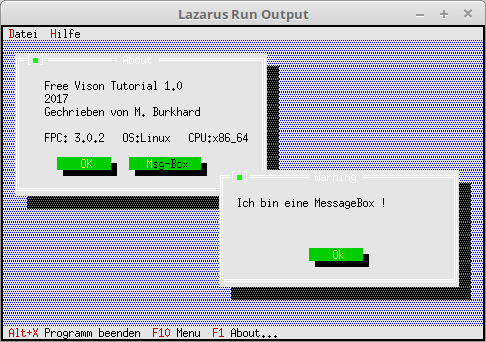 Lazarus Run Output
Datei Hilfe
About
Free Vison Tutorial 1.0
2017
Gechrieben von M. Burkhard
FPC: 3.0.2 OS:Linux CPU:x86_64
OK Msg-Box
Warning
Ich bin eine MessageBox !
Ok
Alt+X Programm beenden F10 Menu F1 About...